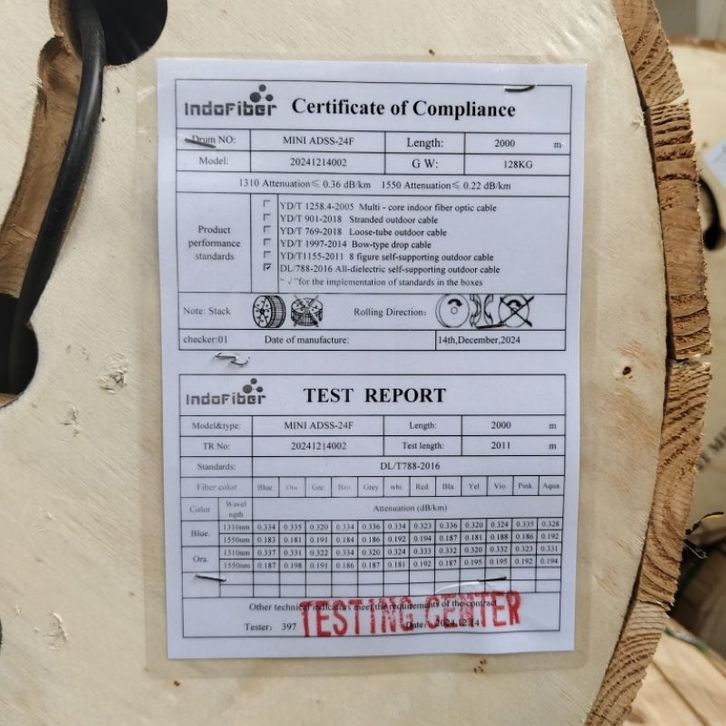 IndoFiber Certificate of Compliance
Drum NO: MINI ADSS-24F Length: 2000 m
Model: 20241214002 G W: 128KG
1310 Attenuation≤ 0.36 dB/km 1550 Attenuation≤ 0.22 dB/km
Product performance standards
YD/T 1258.4-2005 Multi - core indoor fiber optic cable
YD/T 901-2018 Stranded outdoor cable
YD/T 769-2018 Loose-tube outdoor cable
YD/T 1997-2014 Bow-type drop cable
YD/T1155-2011 8 figure self-supporting outdoor cable
DL/788-2016 All-dielectric self-supporting outdoor cable
"√"for the implementation of standards in the boxes
Note: Stack Rolling Direction:
checker:01 Date of manufacture: 14th,December,2024
IndoFiber TEST REPORT
Model&type: MINI ADSS-24F Length: 2000 m
TR No: 20241214002 Test length: 2011 m
Standards: DL/T788-2016
Fiber color Blue Ora Gre Bro Grey whi Red Bla Yel Vio Pink Aqua
Color Wavel ngth Attenuation (dB/km)
Blue. 1310nm 0.334 0.335 0.320 0.334 0.336 0.334 0.323 0.336 0.320 0.324 0.335 0.328
1550nm 0.183 0.181 0.191 0.184 0.186 0.192 0.194 0.187 0.181 0.188 0.186 0.192
Ora. 1310nm 0.337 0.331 0.322 0.334 0.320 0.324 0.333 0.332 0.320 0.332 0.323 0.331
1550nm 0.187 0.198 0.191 0.186 0.187 0.181 0.192 0.187 0.195 0.195 0.192 0.194
Other technical indicators meet the requirements of the contrad
Tester: 397 Date: 2024.12.14
TESTING CENTER